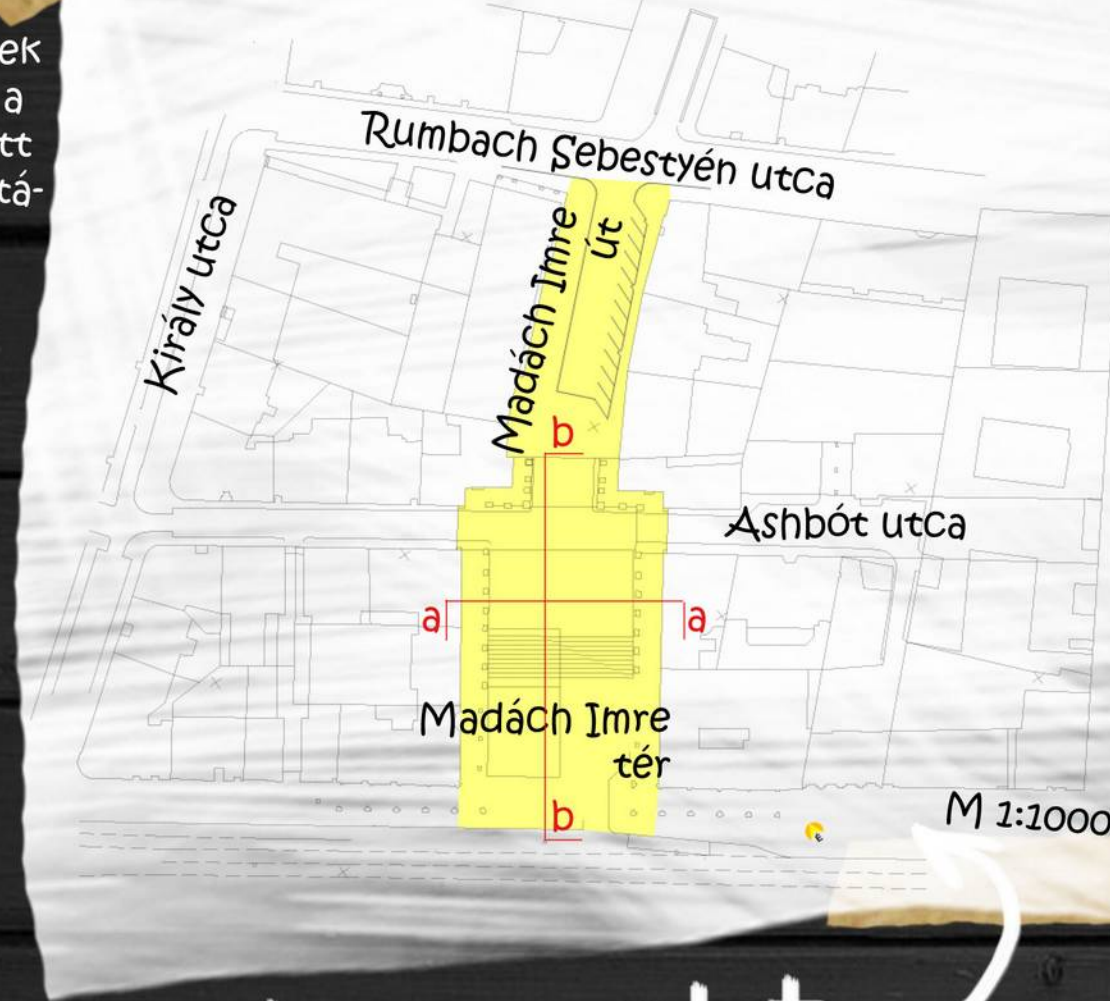 ek
a
tt
tá-
Rumbach Sebestyén utca
Király utca
Madách Imre
út
b
Ashbót utca
a
a
Madách Imre
tér
b
M 1:1000